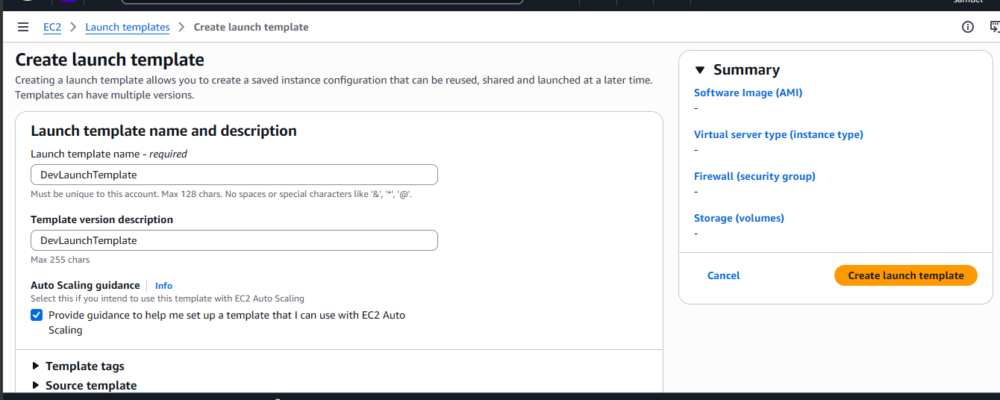 samuel
EC2 > Launch templates > Create launch template
Create launch template
Creating a launch template allows you to create a saved instance configuration that can be reused, shared and launched at a later time.
Templates can have multiple versions.
Launch template name and description
Launch template name - required
DevLaunchTemplate
Must be unique to this account. Max 128 chars. No spaces or special characters like '&', '*', '@'.
Template version description
DevLaunchTemplate
Max 255 chars
Auto Scaling guidance | Info
Select this if you intend to use this template with EC2 Auto Scaling
Provide guidance to help me set up a template that I can use with EC2 Auto
Scaling
Template tags
Source template
Summary
Software Image (AMI)
-
Virtual server type (instance type)
-
Firewall (security group)
-
Storage (volumes)
-
Cancel
Create launch template